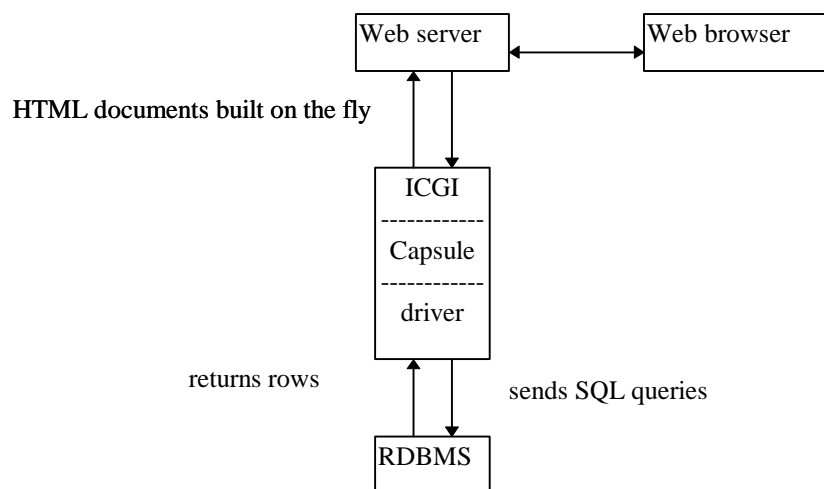 Web server
Web browser
HTML documents built on the fly
ICGI
Capsule
driver
returns rows
sends SQL queries
RDBMS